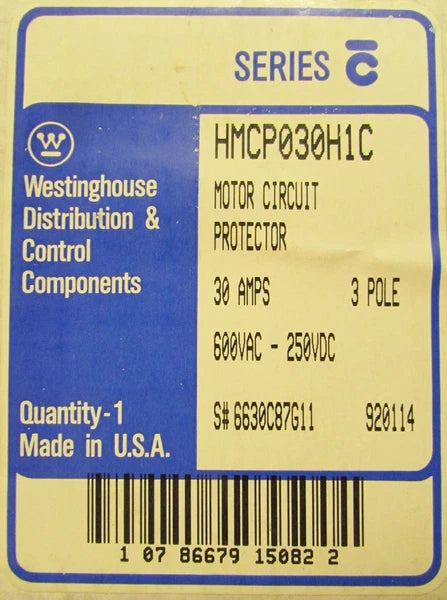 SERIES C
W
Westinghouse
Distribution &
Control
Components
Quantity-1
Made in U.S.A.
HMCP030H1C
MOTOR CIRCUIT
PROTECTOR
30 AMPS 3 POLE
600VAC - 250VDC
S# 6630C87G11 920114
1 07 86679 15082 2